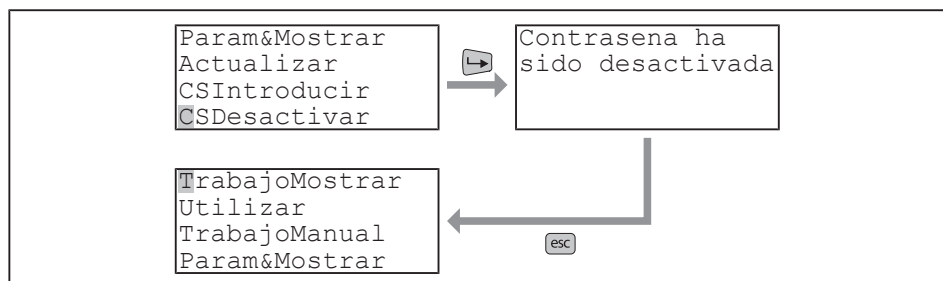 Param&Mostrar
Actualizar
CSIntroducir
CSDesactivar
Contrasena ha
sido desactivada
TrabajoMostrar
Utilizar
TrabajoManual
Param&Mostrar
esc